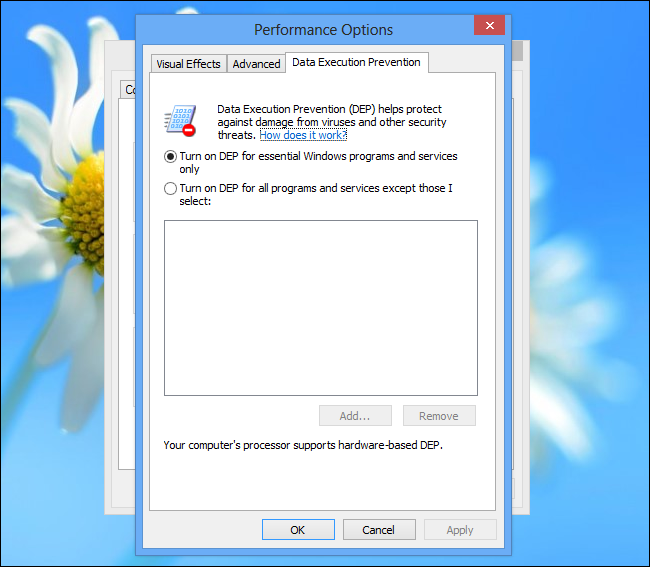 Performance Options
Visual Effects
Advanced
Data Execution Prevention
Data Execution Prevention (DEP) helps protect
against damage from viruses and other security
threats. How does it work?
Turn on DEP for essential Windows programs and services
only
Turn on DEP for all programs and services except those I
select:
Add...
Remove
Your computer's processor supports hardware-based DEP.
OK
Cancel
Apply